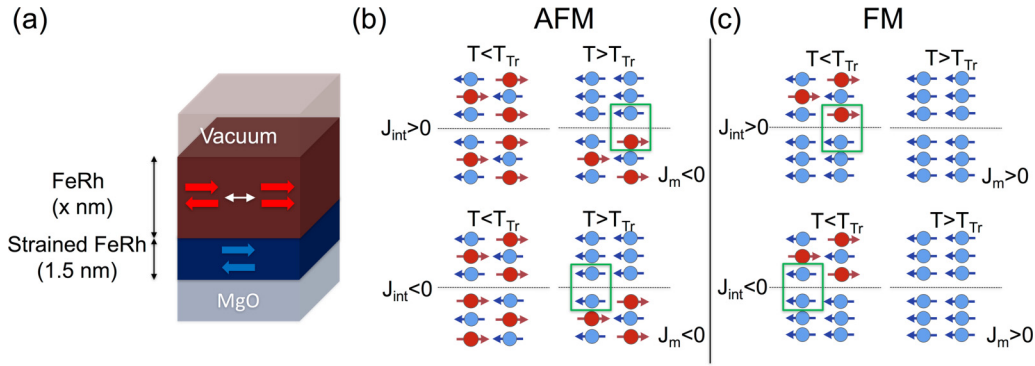 (a)
Vacuum
FeRh
(x nm)
Strained FeRh
(1.5 nm)
MgO
(b)
AFM
T<T_Tr
T>T_Tr
J_int>0
J_m<0
T<T_Tr
T>T_Tr
J_int<0
J_m<0
(c)
FM
T<T_Tr
T>T_Tr
J_int>0
J_m>0
T<T_Tr
T>T_Tr
J_int<0
J_m>0